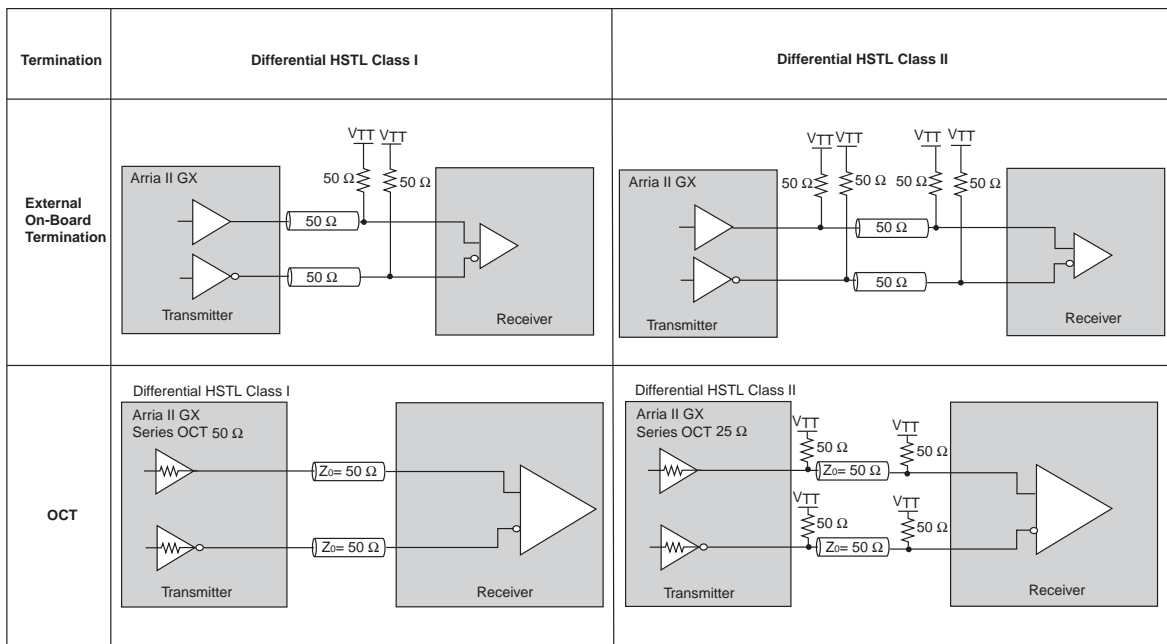 Termination
Differential HSTL Class I
Differential HSTL Class II
External
On-Board
Termination
VTT VTT
Arria II GX
50 Ω
50 Ω
50 Ω
50 Ω
Transmitter
Receiver
VTT VTT VTT VTT
Arria II GX
50 Ω
50 Ω
50 Ω
50 Ω
50 Ω
50 Ω
Transmitter
Receiver
OCT
Differential HSTL Class I
Arria II GX
Series OCT 50 Ω
Z0= 50 Ω
Z0= 50 Ω
Transmitter
Receiver
Differential HSTL Class II
Arria II GX
Series OCT 25 Ω
VTT
VTT
50 Ω
50 Ω
Z0= 50 Ω
VTT
VTT
50 Ω
50 Ω
Z0= 50 Ω
Transmitter
Receiver